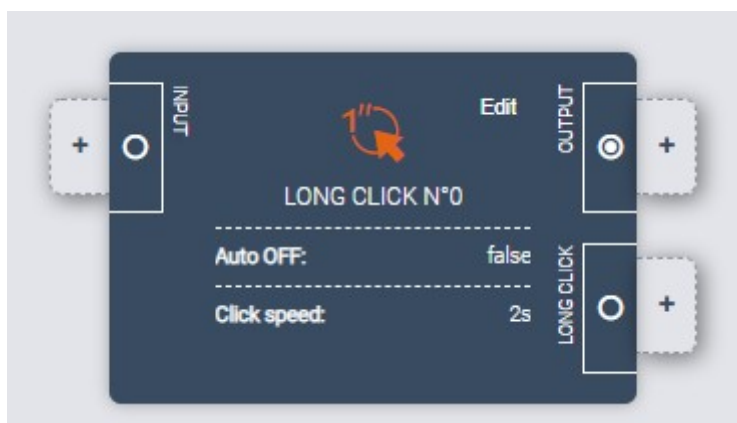 INPUT
1"
Edit
OUTPUT
LONG CLICK N°0
Auto OFF: false
Click speed: 2s
LONG CLICK
+
+
+